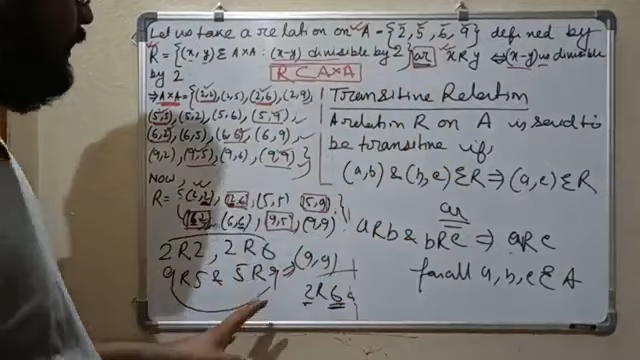 Let us take a relation on A = {2, 5, 6, 9} defined by
R = {(x, y) Σ A×A : (x-y) divisible by 2} or x R y ⇔ (x-y) is divisible
by 2
R ⊂ A×A
⇒ A×A = {(2,2), (2,5), (2,6), (2,9),
(5,5), (5,2), (5,6), (5,9),
(6,2), (6,5), (6,6), (6,9)
(9,2), (9,5), (9,6), (9,9)}
Now,
R = {(2,2), (2,6), (5,5) (5,9)
(6,2), (6,6), (9,5), (9,9)}
2R2, 2R6
9R5 & 5R9 ⇒ (9,9)
2R6
Transitive Relation
A relation R on A is said to
be transitive if,
(a,b) & (b,c) Σ R ⇒ (a,c) Σ R
or
aRb & bRc ⇒ aRc
for all a, b, c Σ A